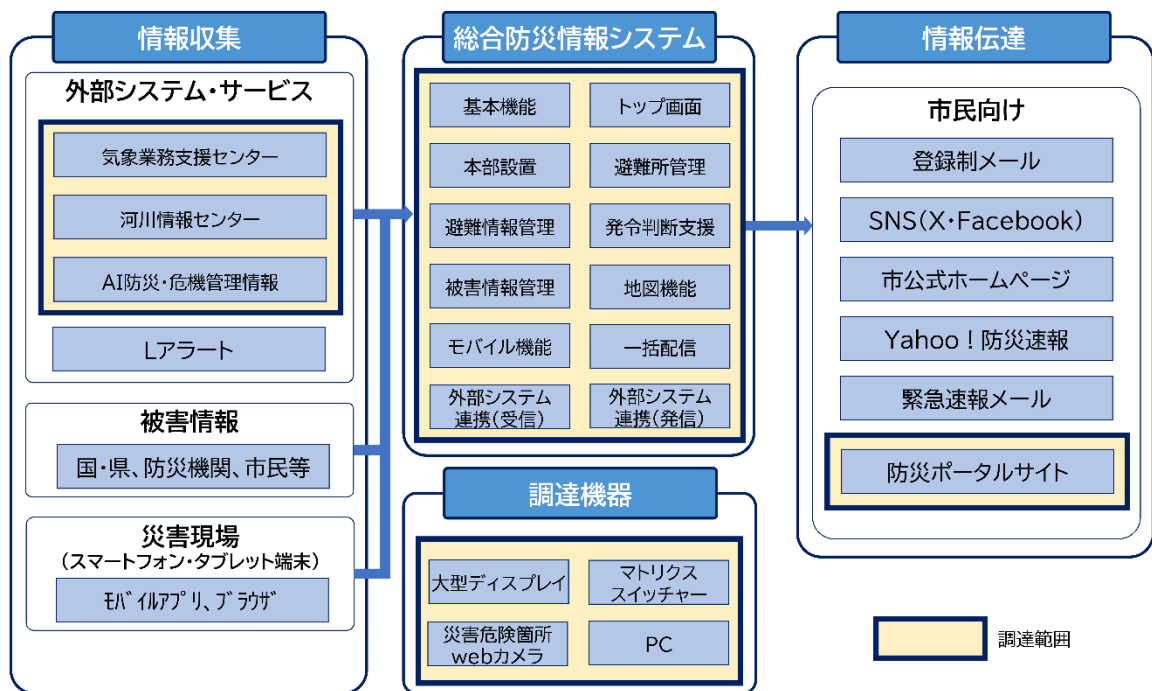 情報収集
外部システム・サービス
気象業務支援センター
河川情報センター
AI防災・危機管理情報
Lアラート
被害情報
国・県、防災機関、市民等
災害現場
（スマートフォン・タブレット端末）
ﾓﾊﾞｲﾙｱﾌﾟﾘ、ﾌﾞﾗｳｻﾞ
総合防災情報システム
基本機能
トップ画面
本部設置
避難所管理
避難情報管理
発令判断支援
被害情報管理
地図機能
モバイル機能
一括配信
外部システム
連携（受信）
外部システム
連携（発信）
調達機器
大型ディスプレイ
マトリクス
スイッチャー
災害危険箇所
webカメラ
PC
情報伝達
市民向け
登録制メール
SNS（X・Facebook）
市公式ホームページ
Yahoo！防災速報
緊急速報メール
防災ポータルサイト
調達範囲